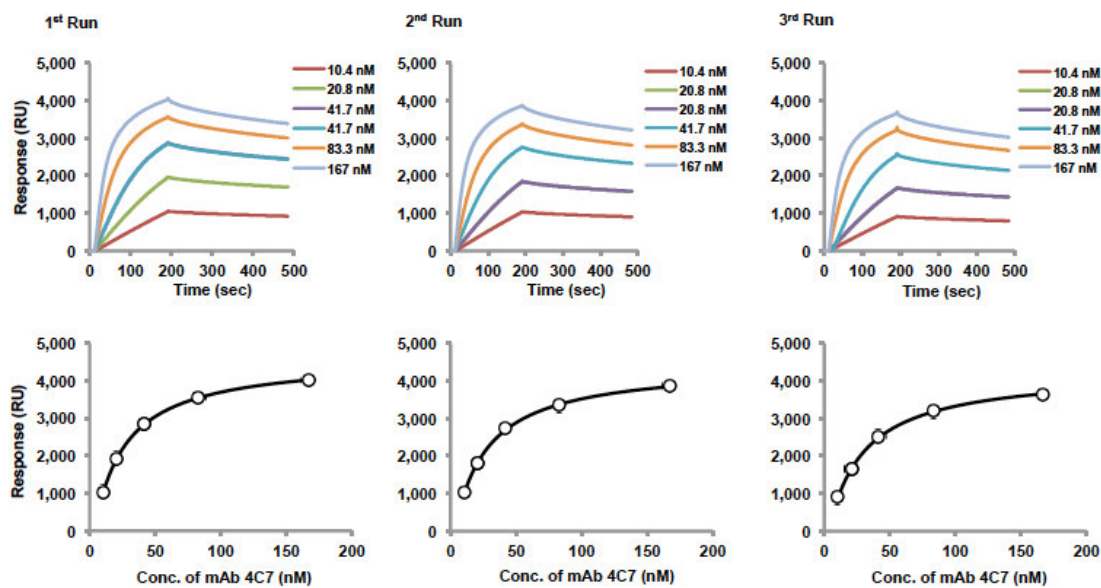 1st Run
2nd Run
3rd Run
5,000
4,000
3,000
2,000
1,000
0
Response (RU)
0 100 200 300 400 500
Time (sec)
10.4 nM
20.8 nM
41.7 nM
41.7 nM
83.3 nM
167 nM
5,000
4,000
3,000
2,000
1,000
0
0 100 200 300 400 500
Time (sec)
10.4 nM
20.8 nM
20.8 nM
41.7 nM
83.3 nM
167 nM
5,000
4,000
3,000
2,000
1,000
0
0 100 200 300 400 500
Time (sec)
10.4 nM
20.8 nM
20.8 nM
41.7 nM
83.3 nM
167 nM
5,000
4,000
3,000
2,000
1,000
0
Response (RU)
0 50 100 150 200
Conc. of mAb 4C7 (nM)
5,000
4,000
3,000
2,000
1,000
0
0 50 100 150 200
Conc. of mAb 4C7 (nM)
5,000
4,000
3,000
2,000
1,000
0
0 50 100 150 200
Conc. of mAb 4C7 (nM)